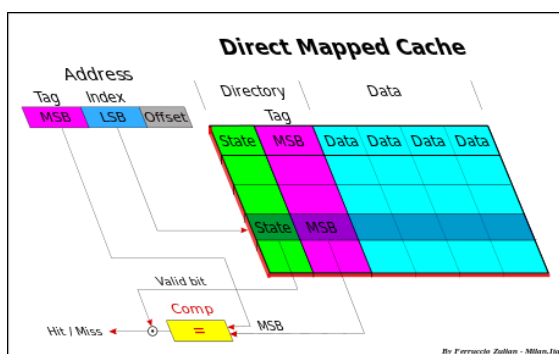 Direct Mapped Cache
Address
Tag Index
MSB LSB Offset
Directory Data
Tag
State MSB Data Data Data Data
State MSB
Valid bit
Comp
=
MSB
Hit / Miss
By Ferruccio Zulian - Milan.Ita